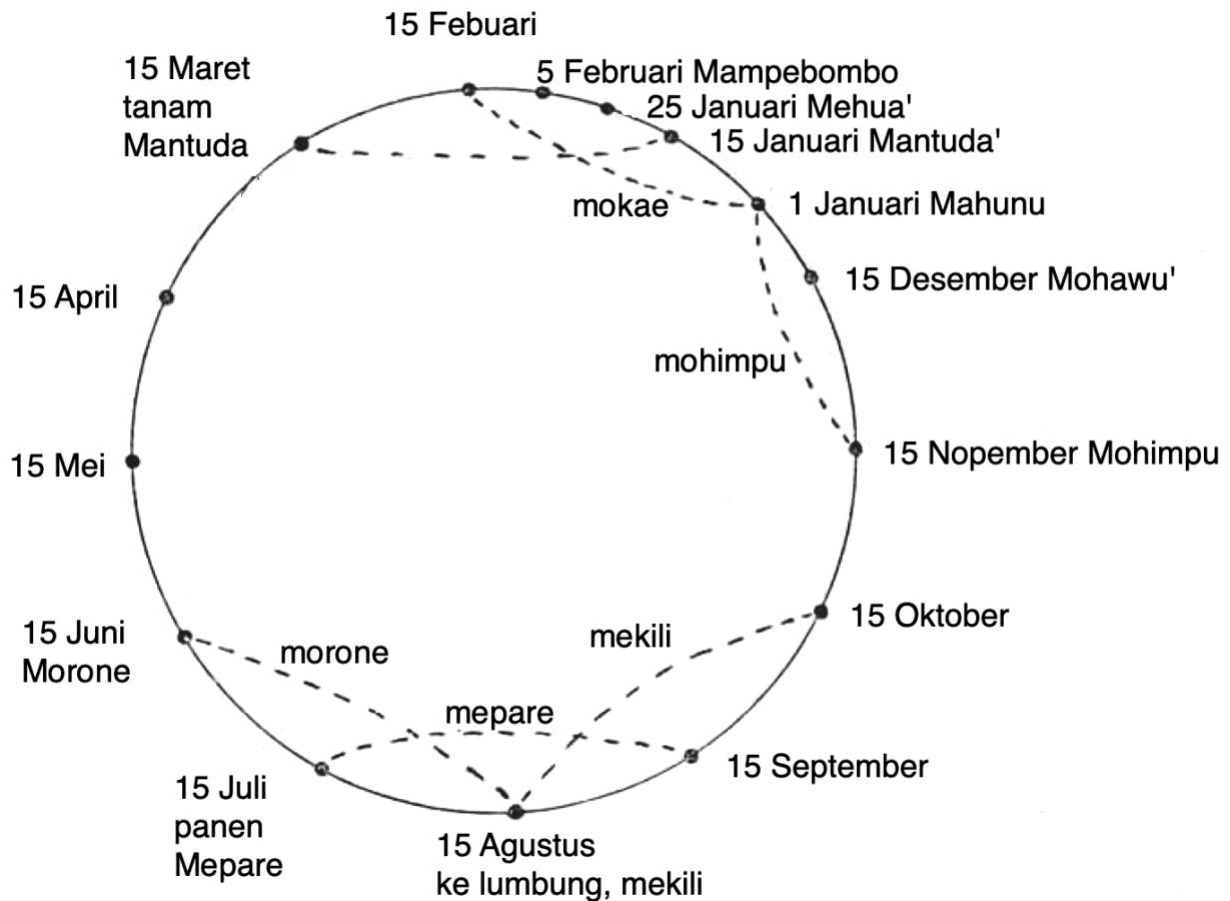 15 Febuari
15 Maret
tanam
Mantuda
5 Februari Mampebombo
25 Januari Mehua'
15 Januari Mantuda'
mokae
1 Januari Mahunu
15 April
15 Desember Mohawu'
mohimpu
15 Mei
15 Nopember Mohimpu
15 Juni
Morone
morone
mekili
15 Oktober
mepare
15 September
15 Juli
panen
Mepare
15 Agustus
ke lumbung, mekili